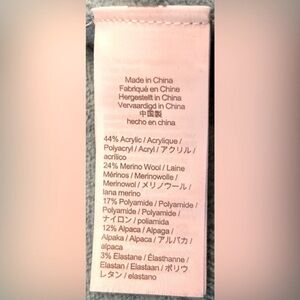 Made in China
Fabriqué en Chine
Hergestellt in China
Vervaardigd in China
中国製
hecho en china
44% Acrylic / Acrylique /
Polyacryl / Acryl / アクリル /
acrílico
24% Merino Wool / Laine
Mérinos / Merinowolle /
Merinowol / メリノウール /
lana merino
17% Polyamide / Polyamide /
Polyamid / Polyamide /
ナイロン / poliamida
12% Alpaca / Alpaga /
Alpaka / Alpaca / アルパカ /
alpaca
3% Elastane / Élasthanne /
Elastan / Elastaan / ポリウ
レタン / elastano